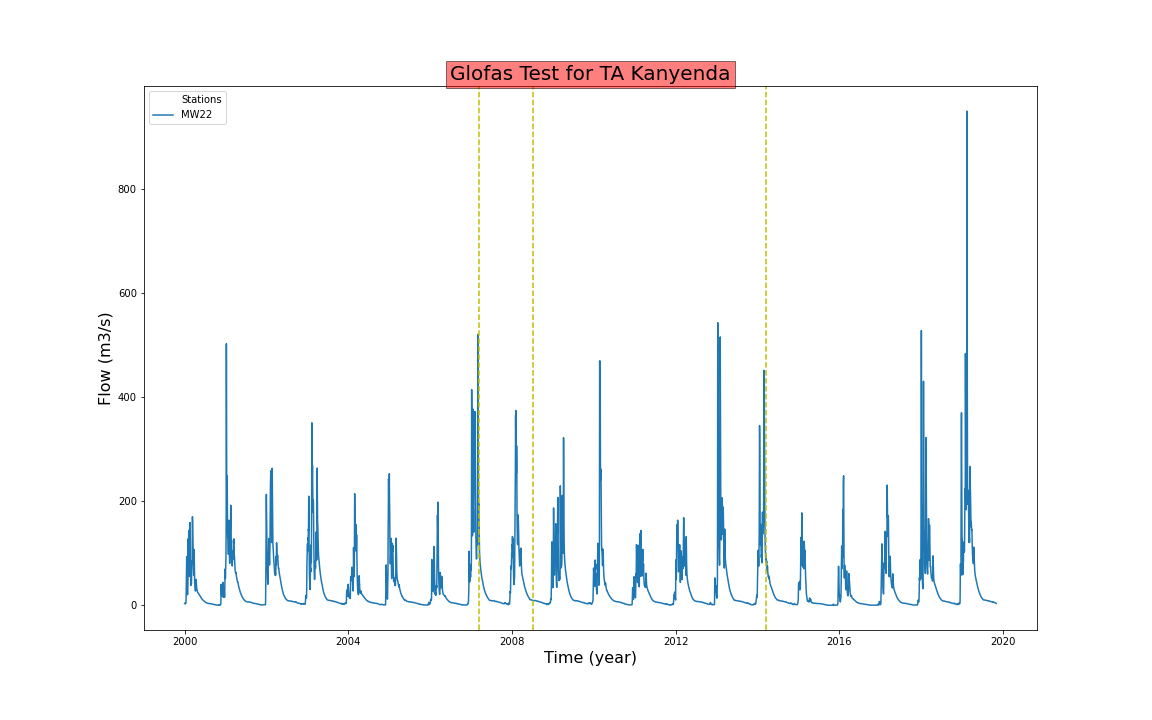 Glofas Test for TA Kanyenda
Stations
MW22
800
600
400
200
0
Flow (m3/s)
2000 2004 2008 2012 2016 2020
Time (year)